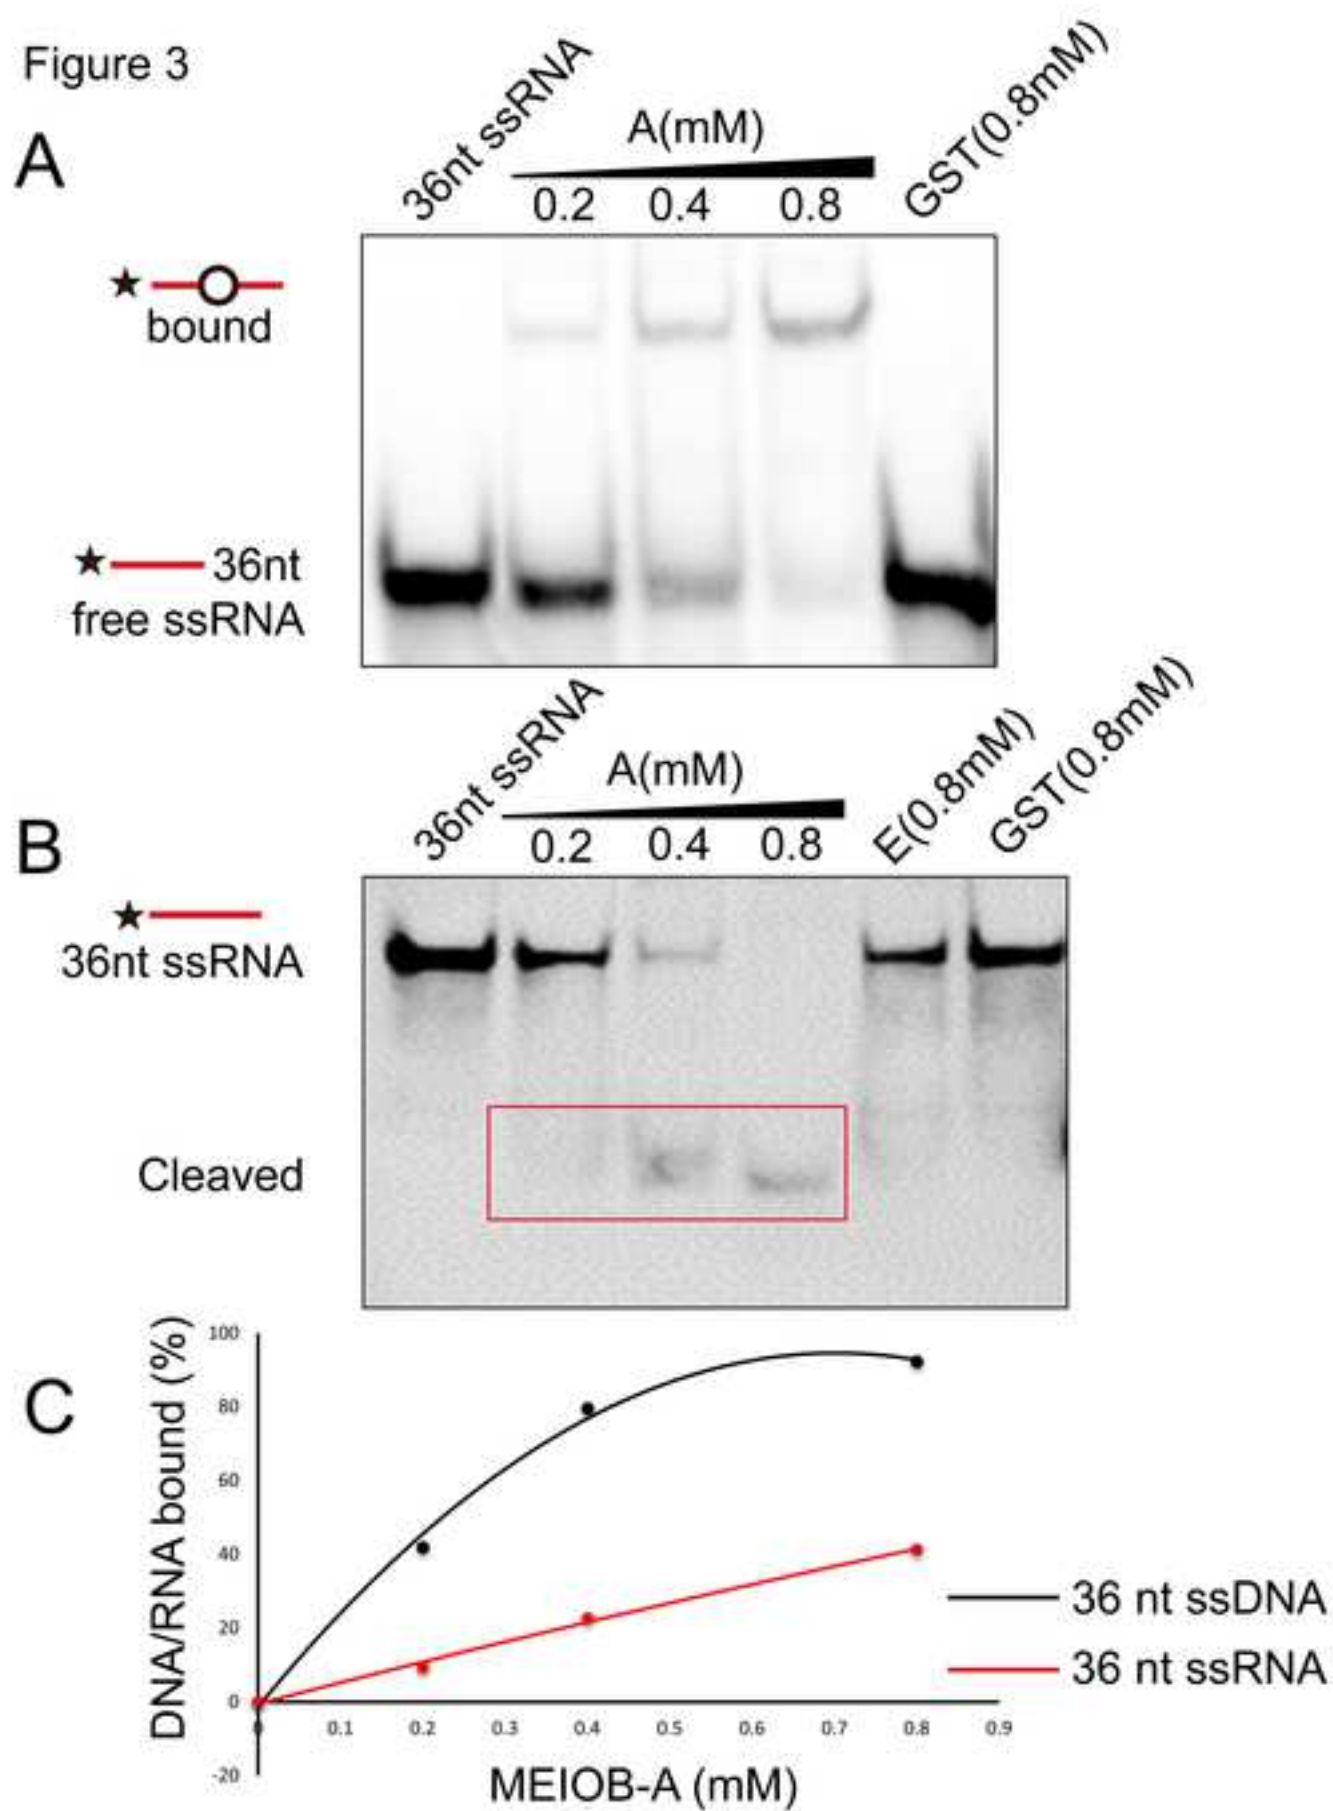 Figure 3
A
36nt ssRNA
A(mM)
0.2 0.4 0.8
GST(0.8mM)
bound
36nt
free ssRNA
B
36nt ssRNA
A(mM)
0.2 0.4 0.8
E(0.8mM)
GST(0.8mM)
36nt ssRNA
Cleaved
C
DNA/RNA bound (%)
100
80
60
40
20
0
-20
0 0.1 0.2 0.3 0.4 0.5 0.6 0.7 0.8 0.9
MEIOB-A (mM)
36 nt ssDNA
36 nt ssRNA